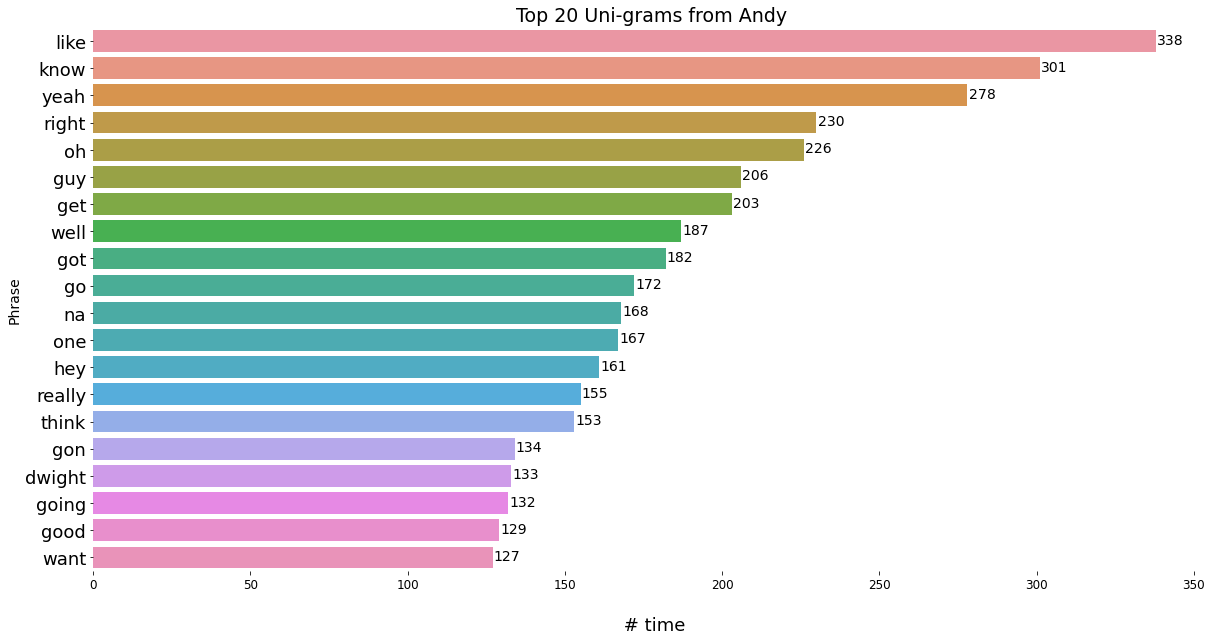 Top 20 Uni-grams from Andy
like 338
know 301
yeah 278
right 230
oh 226
guy 206
get 203
well 187
got 182
go 172
na 168
one 167
hey 161
really 155
think 153
gon 134
dwight 133
going 132
good 129
want 127
Phrase
0 50 100 150 200 250 300 350
# time